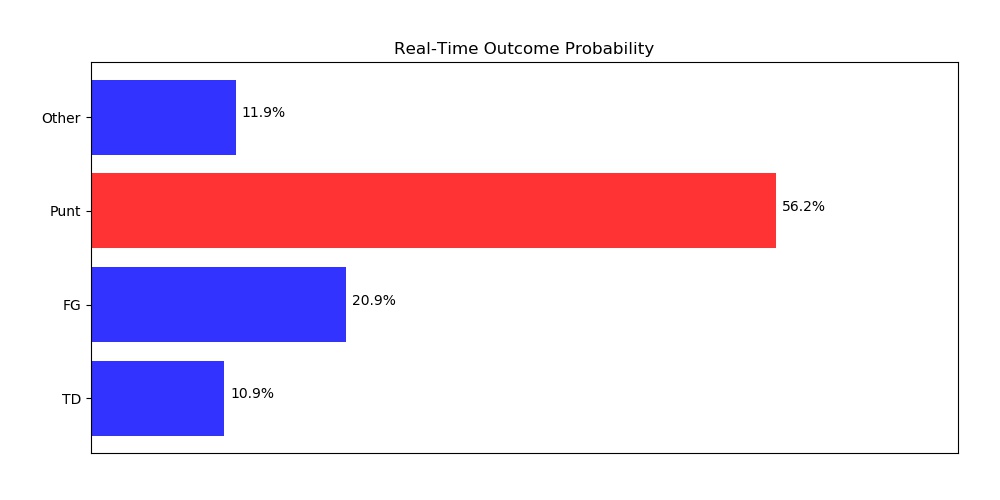 Real-Time Outcome Probability
Other
11.9%
Punt
56.2%
FG
20.9%
TD
10.9%